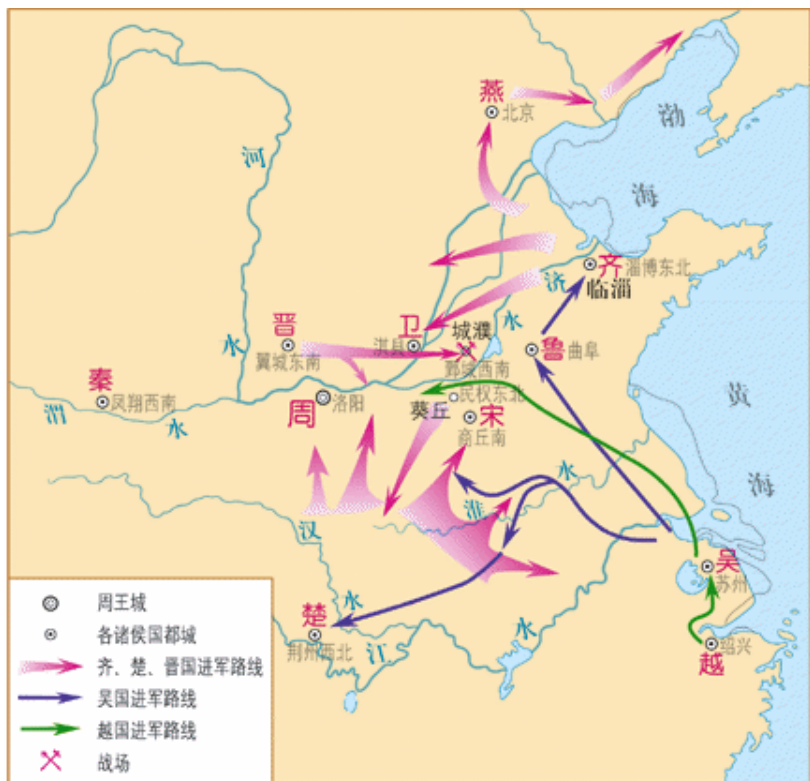 燕
北京
渤
海
河
水
济
水
齐
淄博东北
临淄
晋
翼城东南
卫
淇县
城濮
鄄城西南
鲁
曲阜
秦
凤翔西南
渭
水
周
洛阳
葵丘
民权东北
宋
商丘南
黄
海
淮
水
汉
水
楚
荆州西北
江
水
吴
苏州
越
绍兴
周王城
各诸侯国都城
齐、楚、晋国进军路线
吴国进军路线
越国进军路线
战场